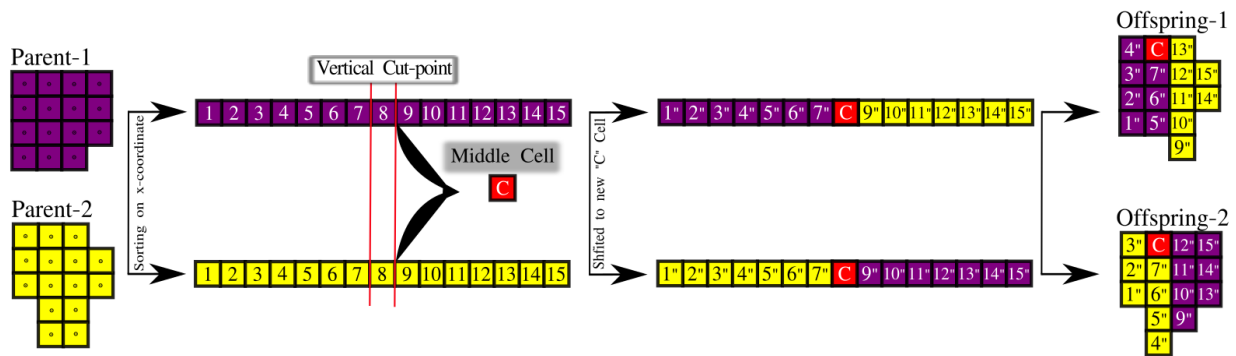 Parent-1
Vertical Cut-point
1 2 3 4 5 6 7 8 9 10 11 12 13 14 15
Middle Cell
C
Parent-2
Sorting on x-coordinate
1 2 3 4 5 6 7 8 9 10 11 12 13 14 15
Shfited to new "C" Cell
1" 2" 3" 4" 5" 6" 7" C 9" 10" 11" 12" 13" 14" 15"
1" 2" 3" 4" 5" 6" 7" C 9" 10" 11" 12" 13" 14" 15"
Offspring-1
4" C 13"
3" 7" 12" 15"
2" 6" 11" 14"
1" 5" 10"
9"
Offspring-2
3" C 12" 15"
2" 7" 11" 14"
1" 6" 10" 13"
5" 9"
4"